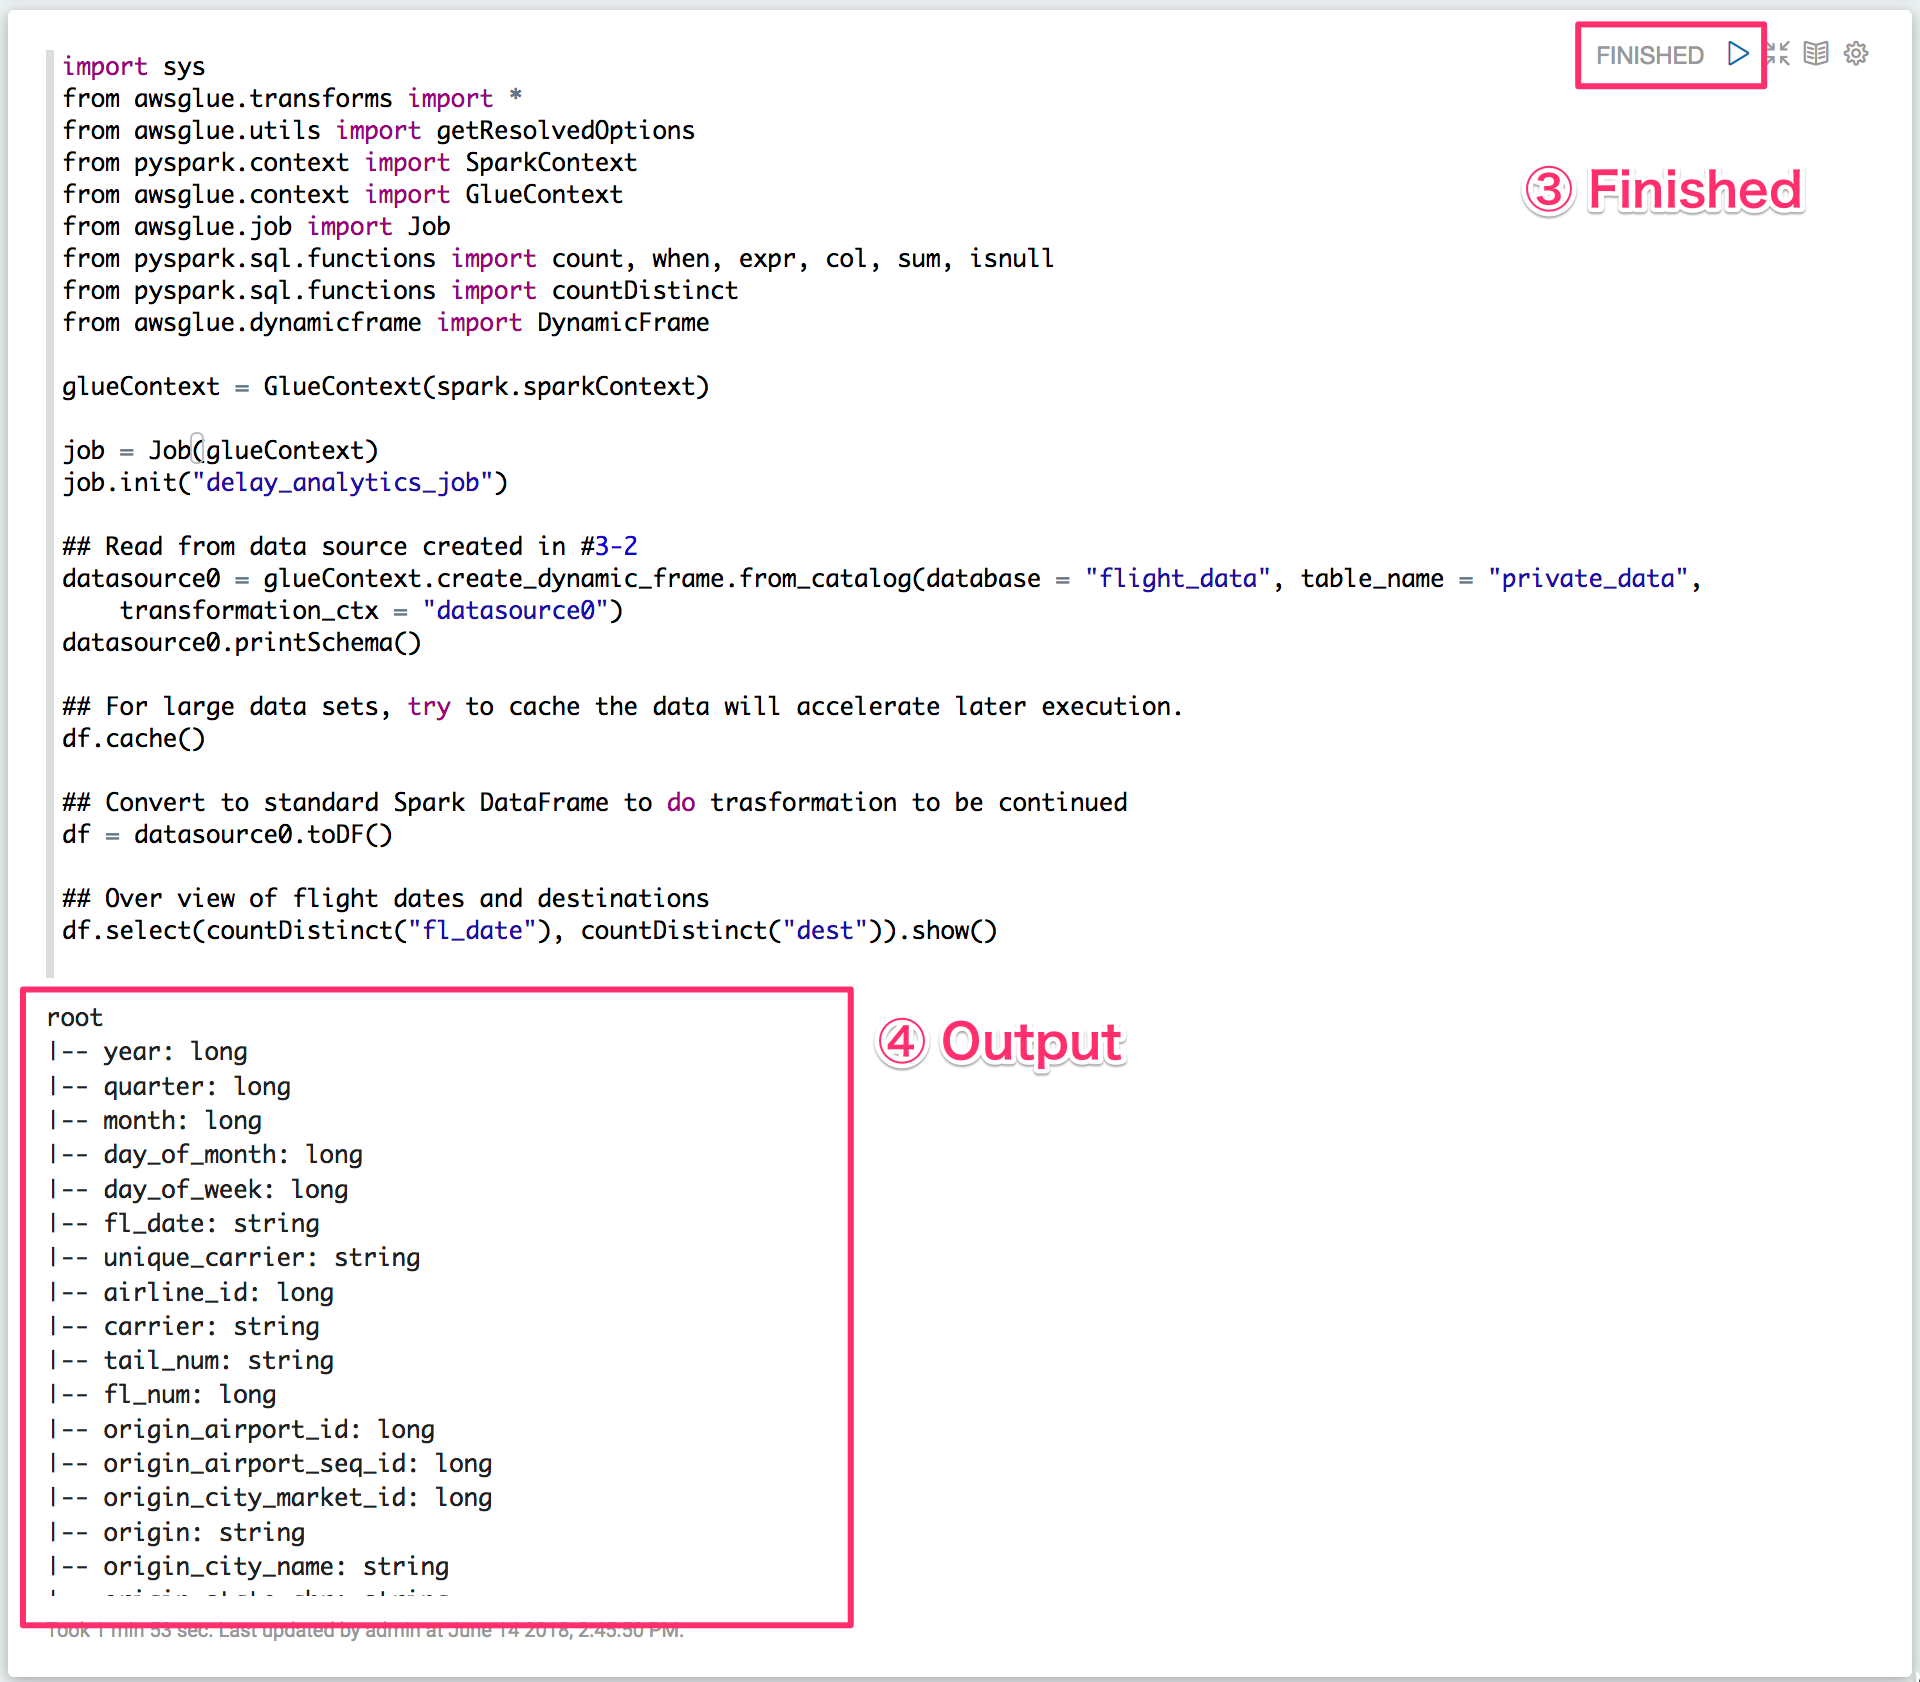 FINISHED
③ Finished
import sys
from awsglue.transforms import *
from awsglue.utils import getResolvedOptions
from pyspark.context import SparkContext
from awsglue.context import GlueContext
from awsglue.job import Job
from pyspark.sql.functions import count, when, expr, col, sum, isnull
from pyspark.sql.functions import countDistinct
from awsglue.dynamicframe import DynamicFrame
glueContext = GlueContext(spark.sparkContext)
job = Job(glueContext)
job.init("delay_analytics_job")
## Read from data source created in #3-2
datasource0 = glueContext.create_dynamic_frame.from_catalog(database = "flight_data", table_name = "private_data",
transformation_ctx = "datasource0")
datasource0.printSchema()
## For large data sets, try to cache the data will accelerate later execution.
df.cache()
## Convert to standard Spark DataFrame to do trasformation to be continued
df = datasource0.toDF()
## Over view of flight dates and destinations
df.select(countDistinct("fl_date"), countDistinct("dest")).show()
④ Output
root
|-- year: long
|-- quarter: long
|-- month: long
|-- day_of_month: long
|-- day_of_week: long
|-- fl_date: string
|-- unique_carrier: string
|-- airline_id: long
|-- carrier: string
|-- tail_num: string
|-- fl_num: long
|-- origin_airport_id: long
|-- origin_airport_seq_id: long
|-- origin_city_market_id: long
|-- origin: string
|-- origin_city_name: string
Took 1 min 53 sec. Last updated by admin at June 14 2018, 2:45:50 PM.